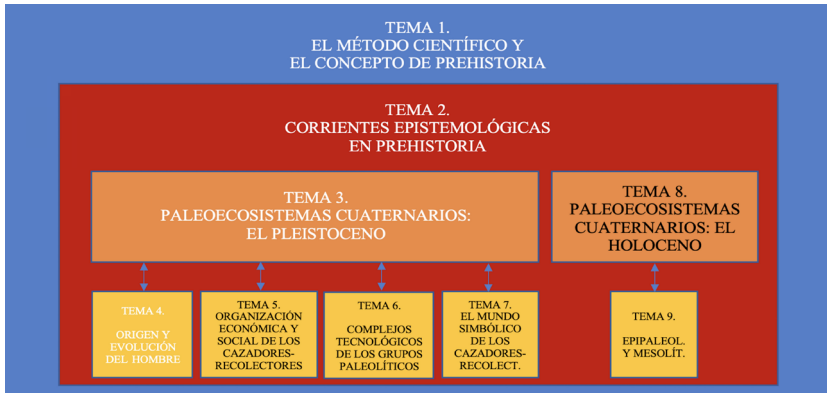 TEMA 1.
EL MÉTODO CIENTÍFICO Y
EL CONCEPTO DE PREHISTORIA
TEMA 2.
CORRIENTES EPISTEMOLÓGICAS
EN PREHISTORIA
TEMA 3.
PALEOECOSISTEMAS CUATERNARIOS:
EL PLEISTOCENO
TEMA 8.
PALEOECOSISTEMAS
CUATERNARIOS: EL
HOLOCENO
TEMA 4.
ORIGEN Y
EVOLUCIÓN
DEL HOMBRE
TEMA 5.
ORGANIZACIÓN
ECONÓMICA Y
SOCIAL DE LOS
CAZADORES-
RECOLECTORES
TEMA 6.
COMPLEJOS
TECNOLÓGICOS
DE LOS GRUPOS
PALEOLÍTICOS
TEMA 7.
EL MUNDO
SIMBÓLICO
DE LOS
CAZADORES-
RECOLECT.
TEMA 9.
EPIPALEOL.
Y MESOLÍT.